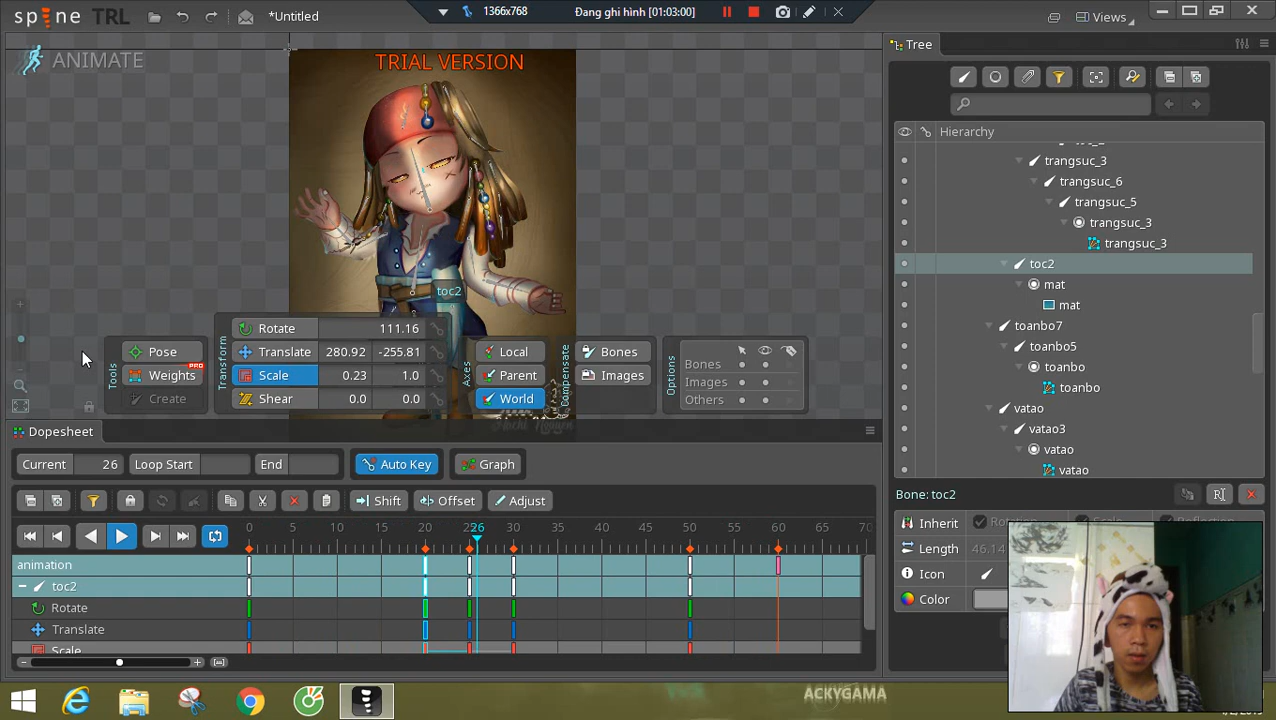 spine TRL
*Untitled
1366x768
Đang ghi hình [01:03:00]
Views
ANIMATE
TRIAL VERSION
Tree
Hierarchy
trangsuc_3
trangsuc_6
trangsuc_5
trangsuc_3
trangsuc_3
toc2
mat
mat
toanbo7
toanbo5
toanbo
toanbo
vatao
vatao3
vatao
vatao
toc2
Tools
Pose
Weights
PRO
Create
Transform
Rotate 111.16
Translate 280.92 -255.81
Scale 0.23 1.0
Shear 0.0 0.0
Axes
Local
Parent
World
Compensate
Bones
Images
Options
Bones
Images
Others
Nguyen
Dopesheet
Current 26 Loop Start End Auto Key Graph
Shift Offset Adjust
0 5 10 15 20 26 30 35 40 45 50 55 60 65 70
animation
toc2
Rotate
Translate
Scale
Bone: toc2
Inherit
Length 46.14
Icon
Color
ACKYGAMA